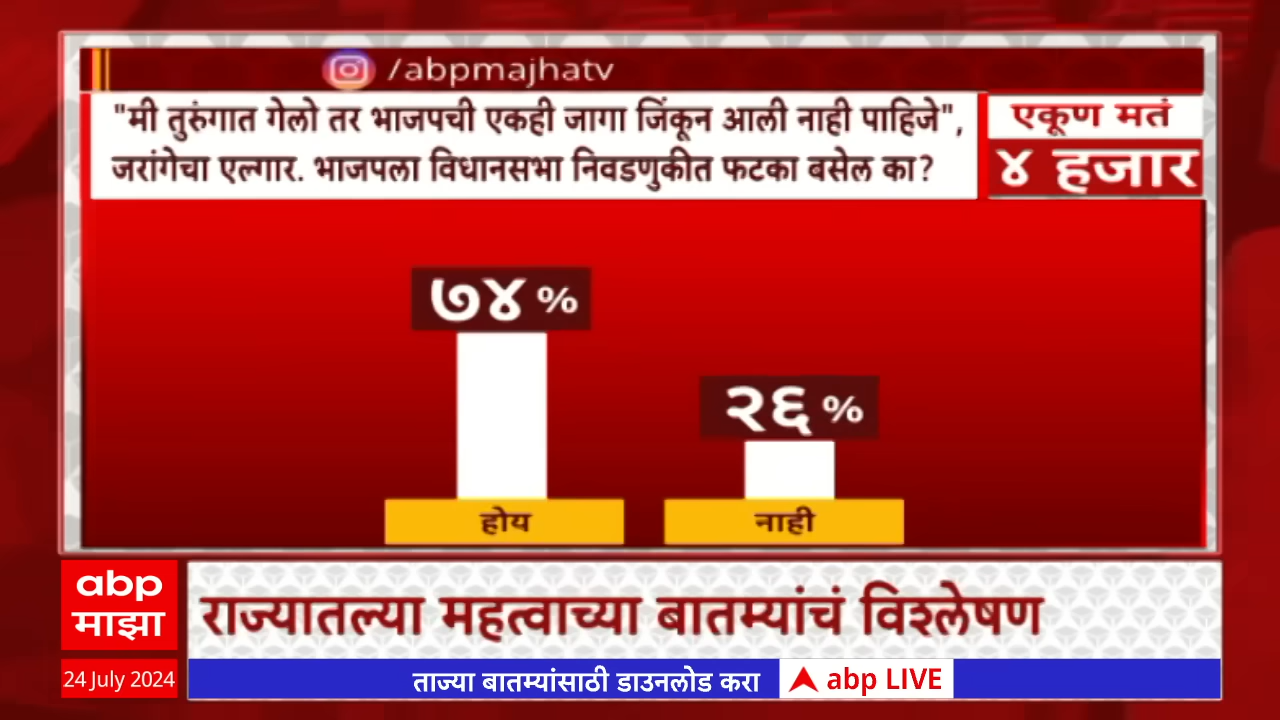 /abpmajhatv
"मी तुरुंगात गेलो तर भाजपची एकही जागा जिंकून आली नाही पाहिजे",
जरांगेचा एल्गार. भाजपला विधानसभा निवडणुकीत फटका बसेल का?
एकूण मतं
४ हजार
७४ %
२६ %
होय
नाही
abp
माझा
राज्यातल्या महत्वाच्या बातम्यांचं विश्लेषण
24 July 2024
ताज्या बातम्यांसाठी डाउनलोड करा
abp LIVE